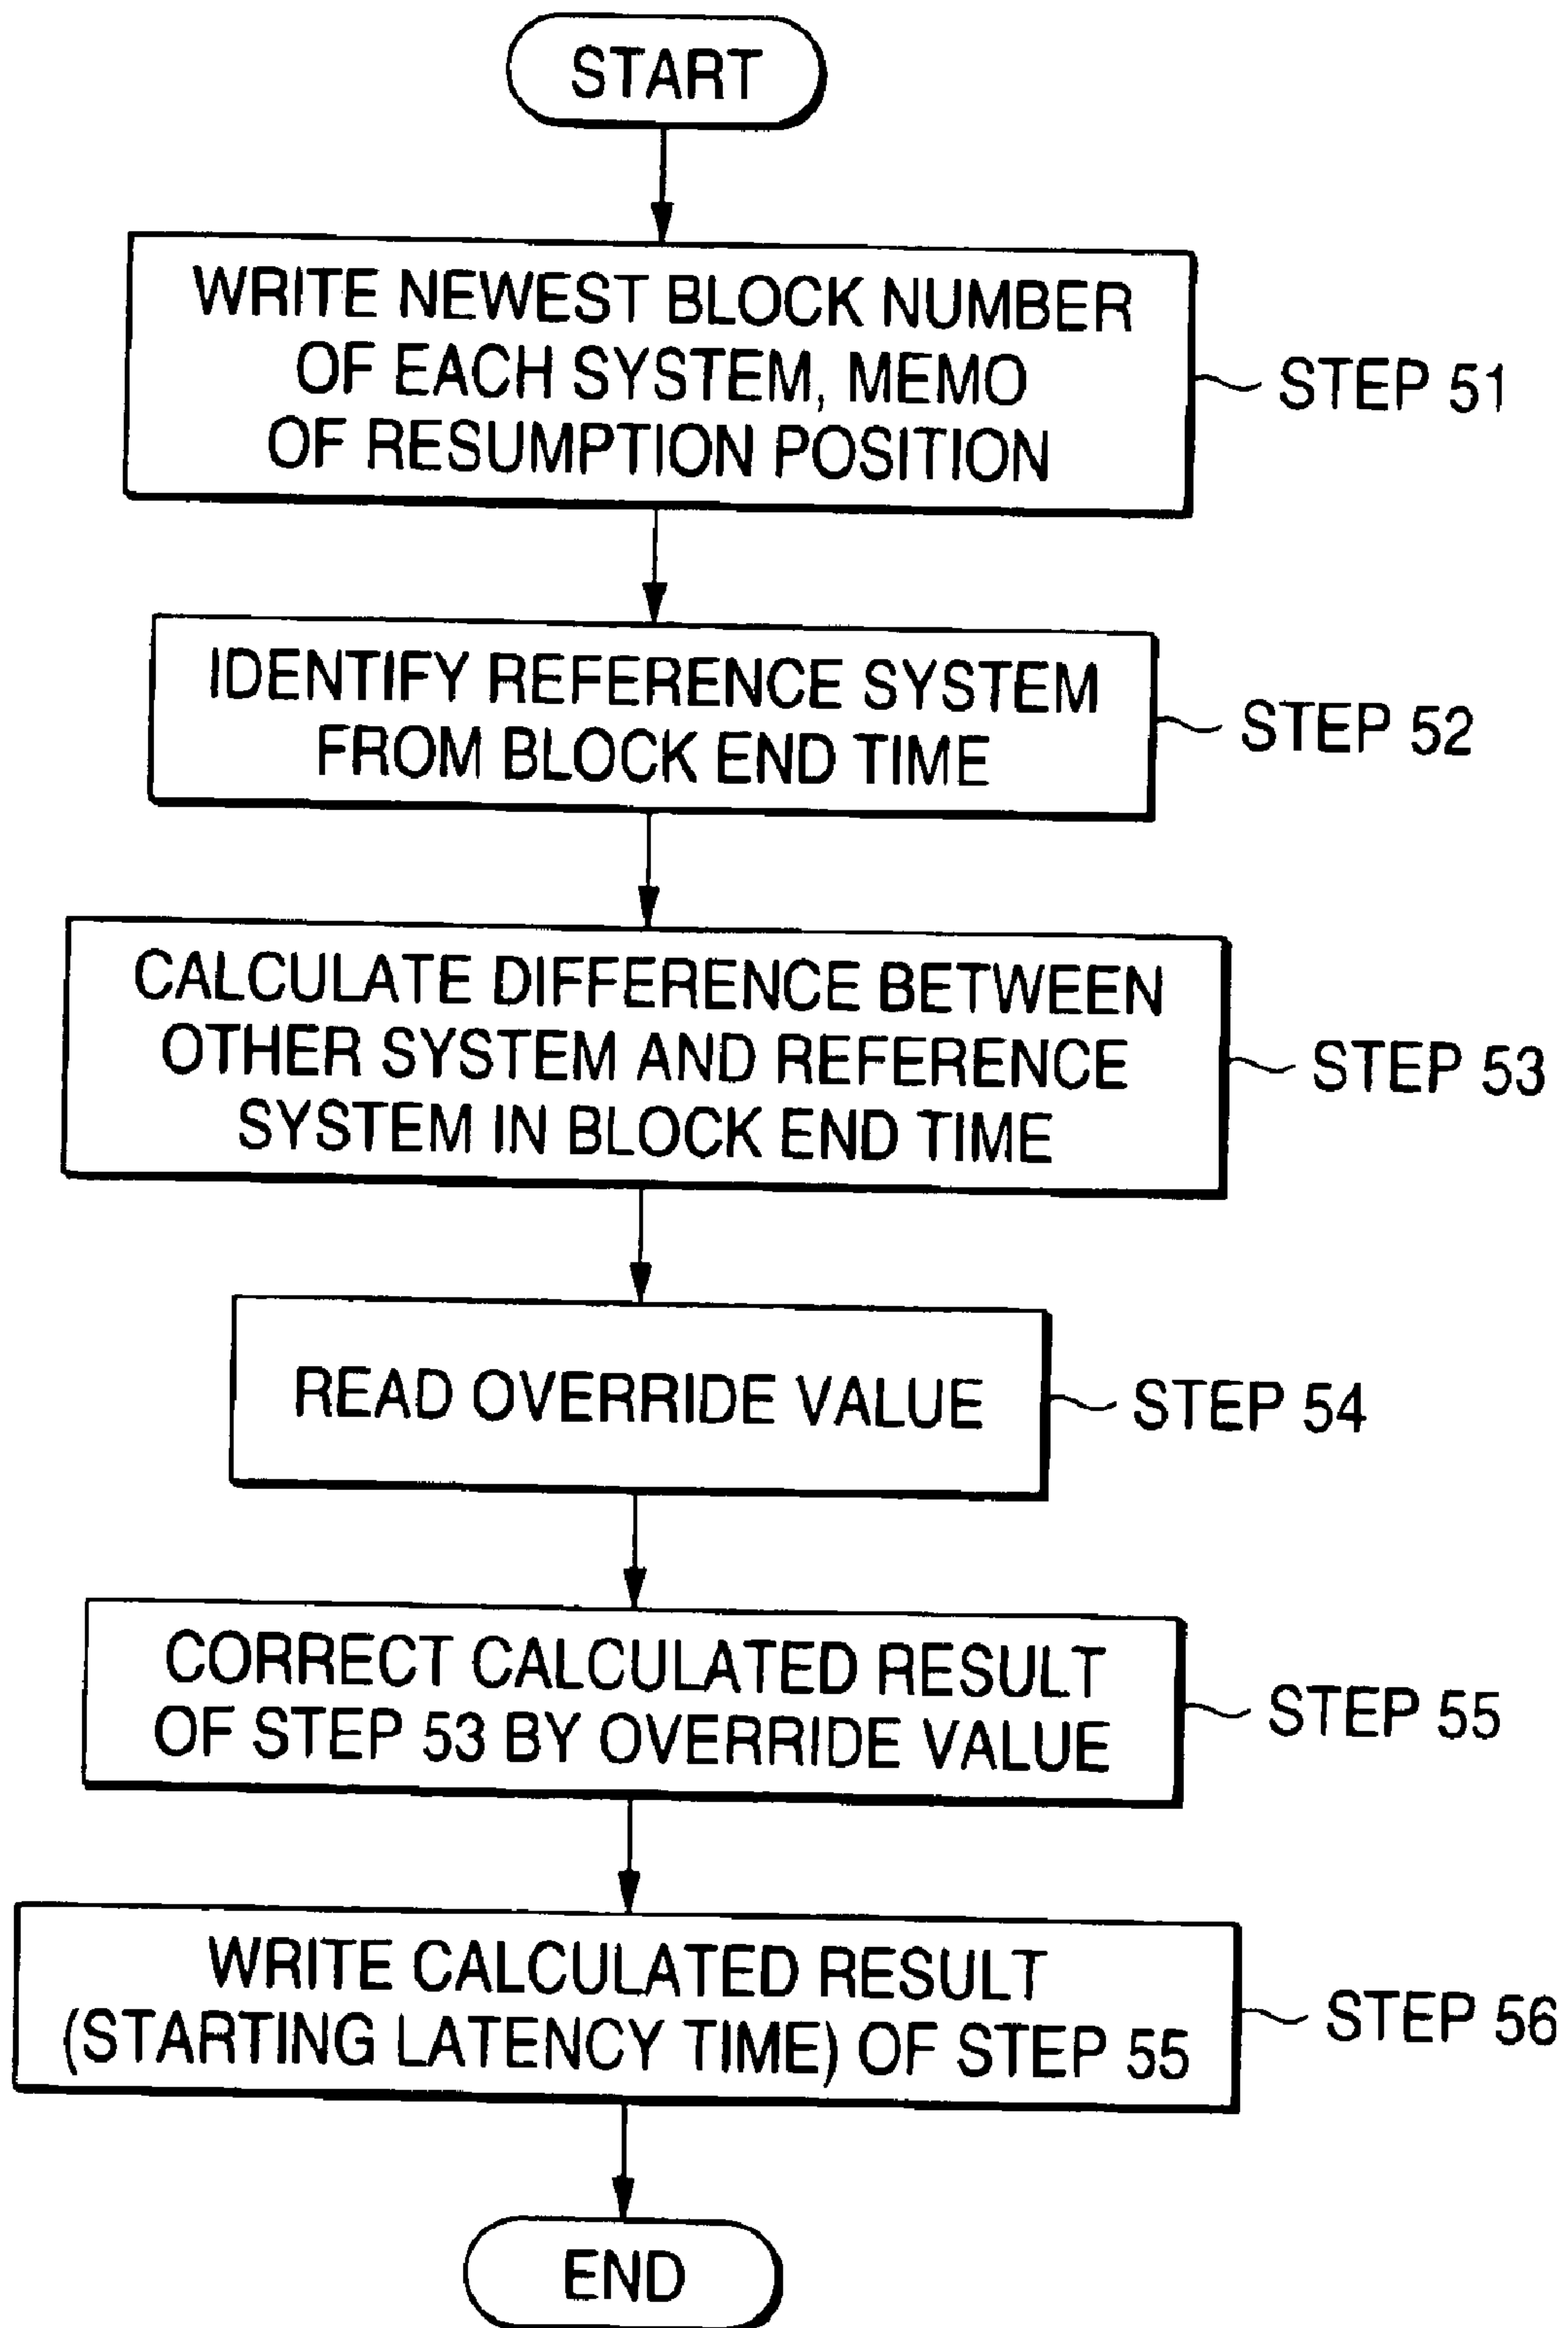 START
WRITE NEWEST BLOCK NUMBER
OF EACH SYSTEM, MEMO
OF RESUMPTION POSITION
STEP 51
IDENTIFY REFERENCE SYSTEM
FROM BLOCK END TIME
STEP 52
CALCULATE DIFFERENCE BETWEEN
OTHER SYSTEM AND REFERENCE
SYSTEM IN BLOCK END TIME
STEP 53
READ OVERRIDE VALUE
STEP 54
CORRECT CALCULATED RESULT
OF STEP 53 BY OVERRIDE VALUE
STEP 55
WRITE CALCULATED RESULT
(STARTING LATENCY TIME) OF STEP 55
STEP 56
END